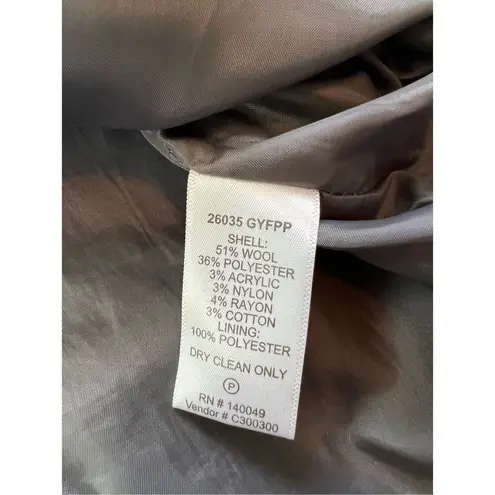 26035 GYFPP
SHELL:
51% WOOL
36% POLYESTER
3% ACRYLIC
3% NYLON
4% RAYON
3% COTTON
LINING:
100% POLYESTER
DRY CLEAN ONLY
P
RN # 140049
Vendor # C300300